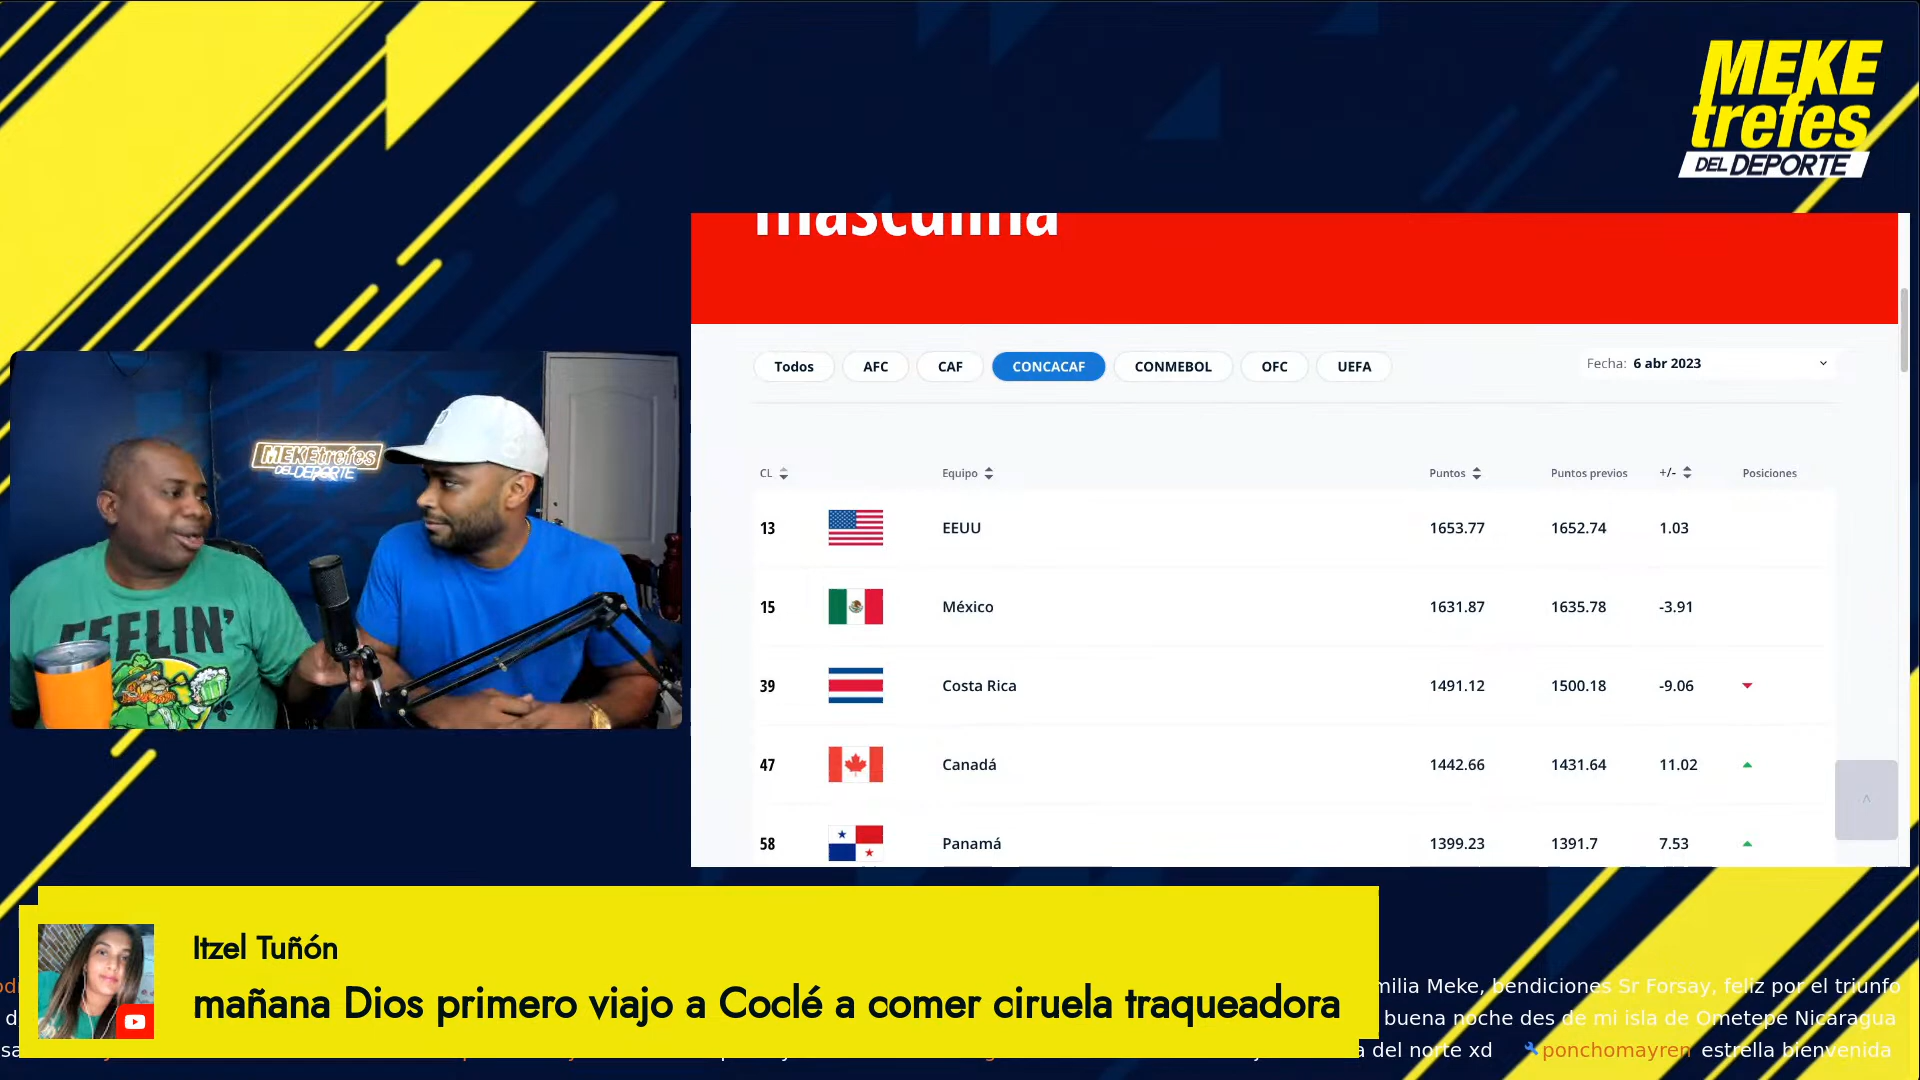 MEKE
trefes
DEL DEPORTE
masculina
Todos AFC CAF CONCACAF CONMEBOL OFC UEFA Fecha: 6 abr 2023
CL Equipo Puntos Puntos previos +/- Posiciones
13 EEUU 1653.77 1652.74 1.03
15 México 1631.87 1635.78 -3.91
39 Costa Rica 1491.12 1500.18 -9.06
47 Canadá 1442.66 1431.64 11.02
58 Panamá 1399.23 1391.7 7.53
MEKEtrefes
DEL DEPORTE
FEELIN'
Itzel Tuñón
mañana Dios primero viajo a Coclé a comer ciruela traqueadora
Meke, bendiciones Sr Forsay, feliz por el triunfo
buena noche des de mi isla de Ometepe Nicaragua
del norte xd ponchomayren estrella bienvenida